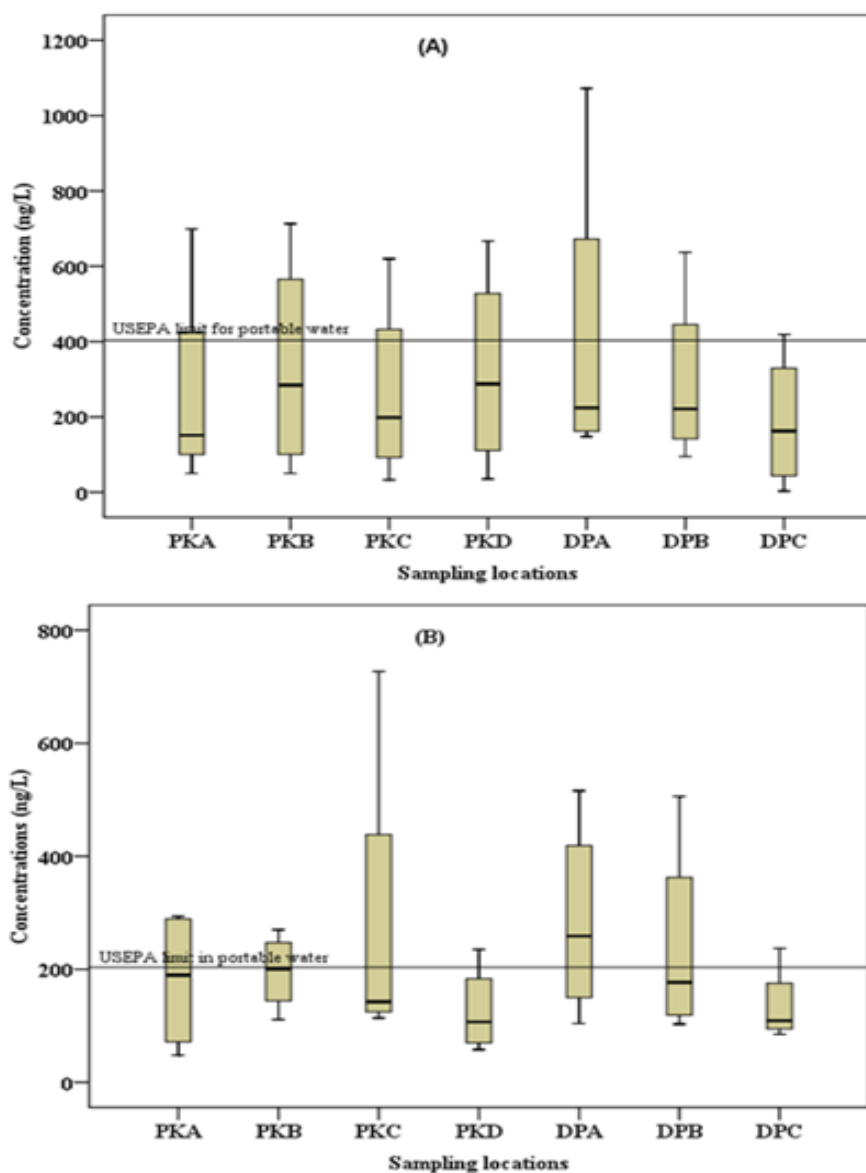 (A)
1200
1000
800
600
400
200
0
Concentration (ng/L)
USEPA limit for portable water
PKA PKB PKC PKD DPA DPB DPC
Sampling locations
(B)
800
600
400
200
0
Concentrations (ng/L)
USEPA limit in portable water
PKA PKB PKC PKD DPA DPB DPC
Sampling locations